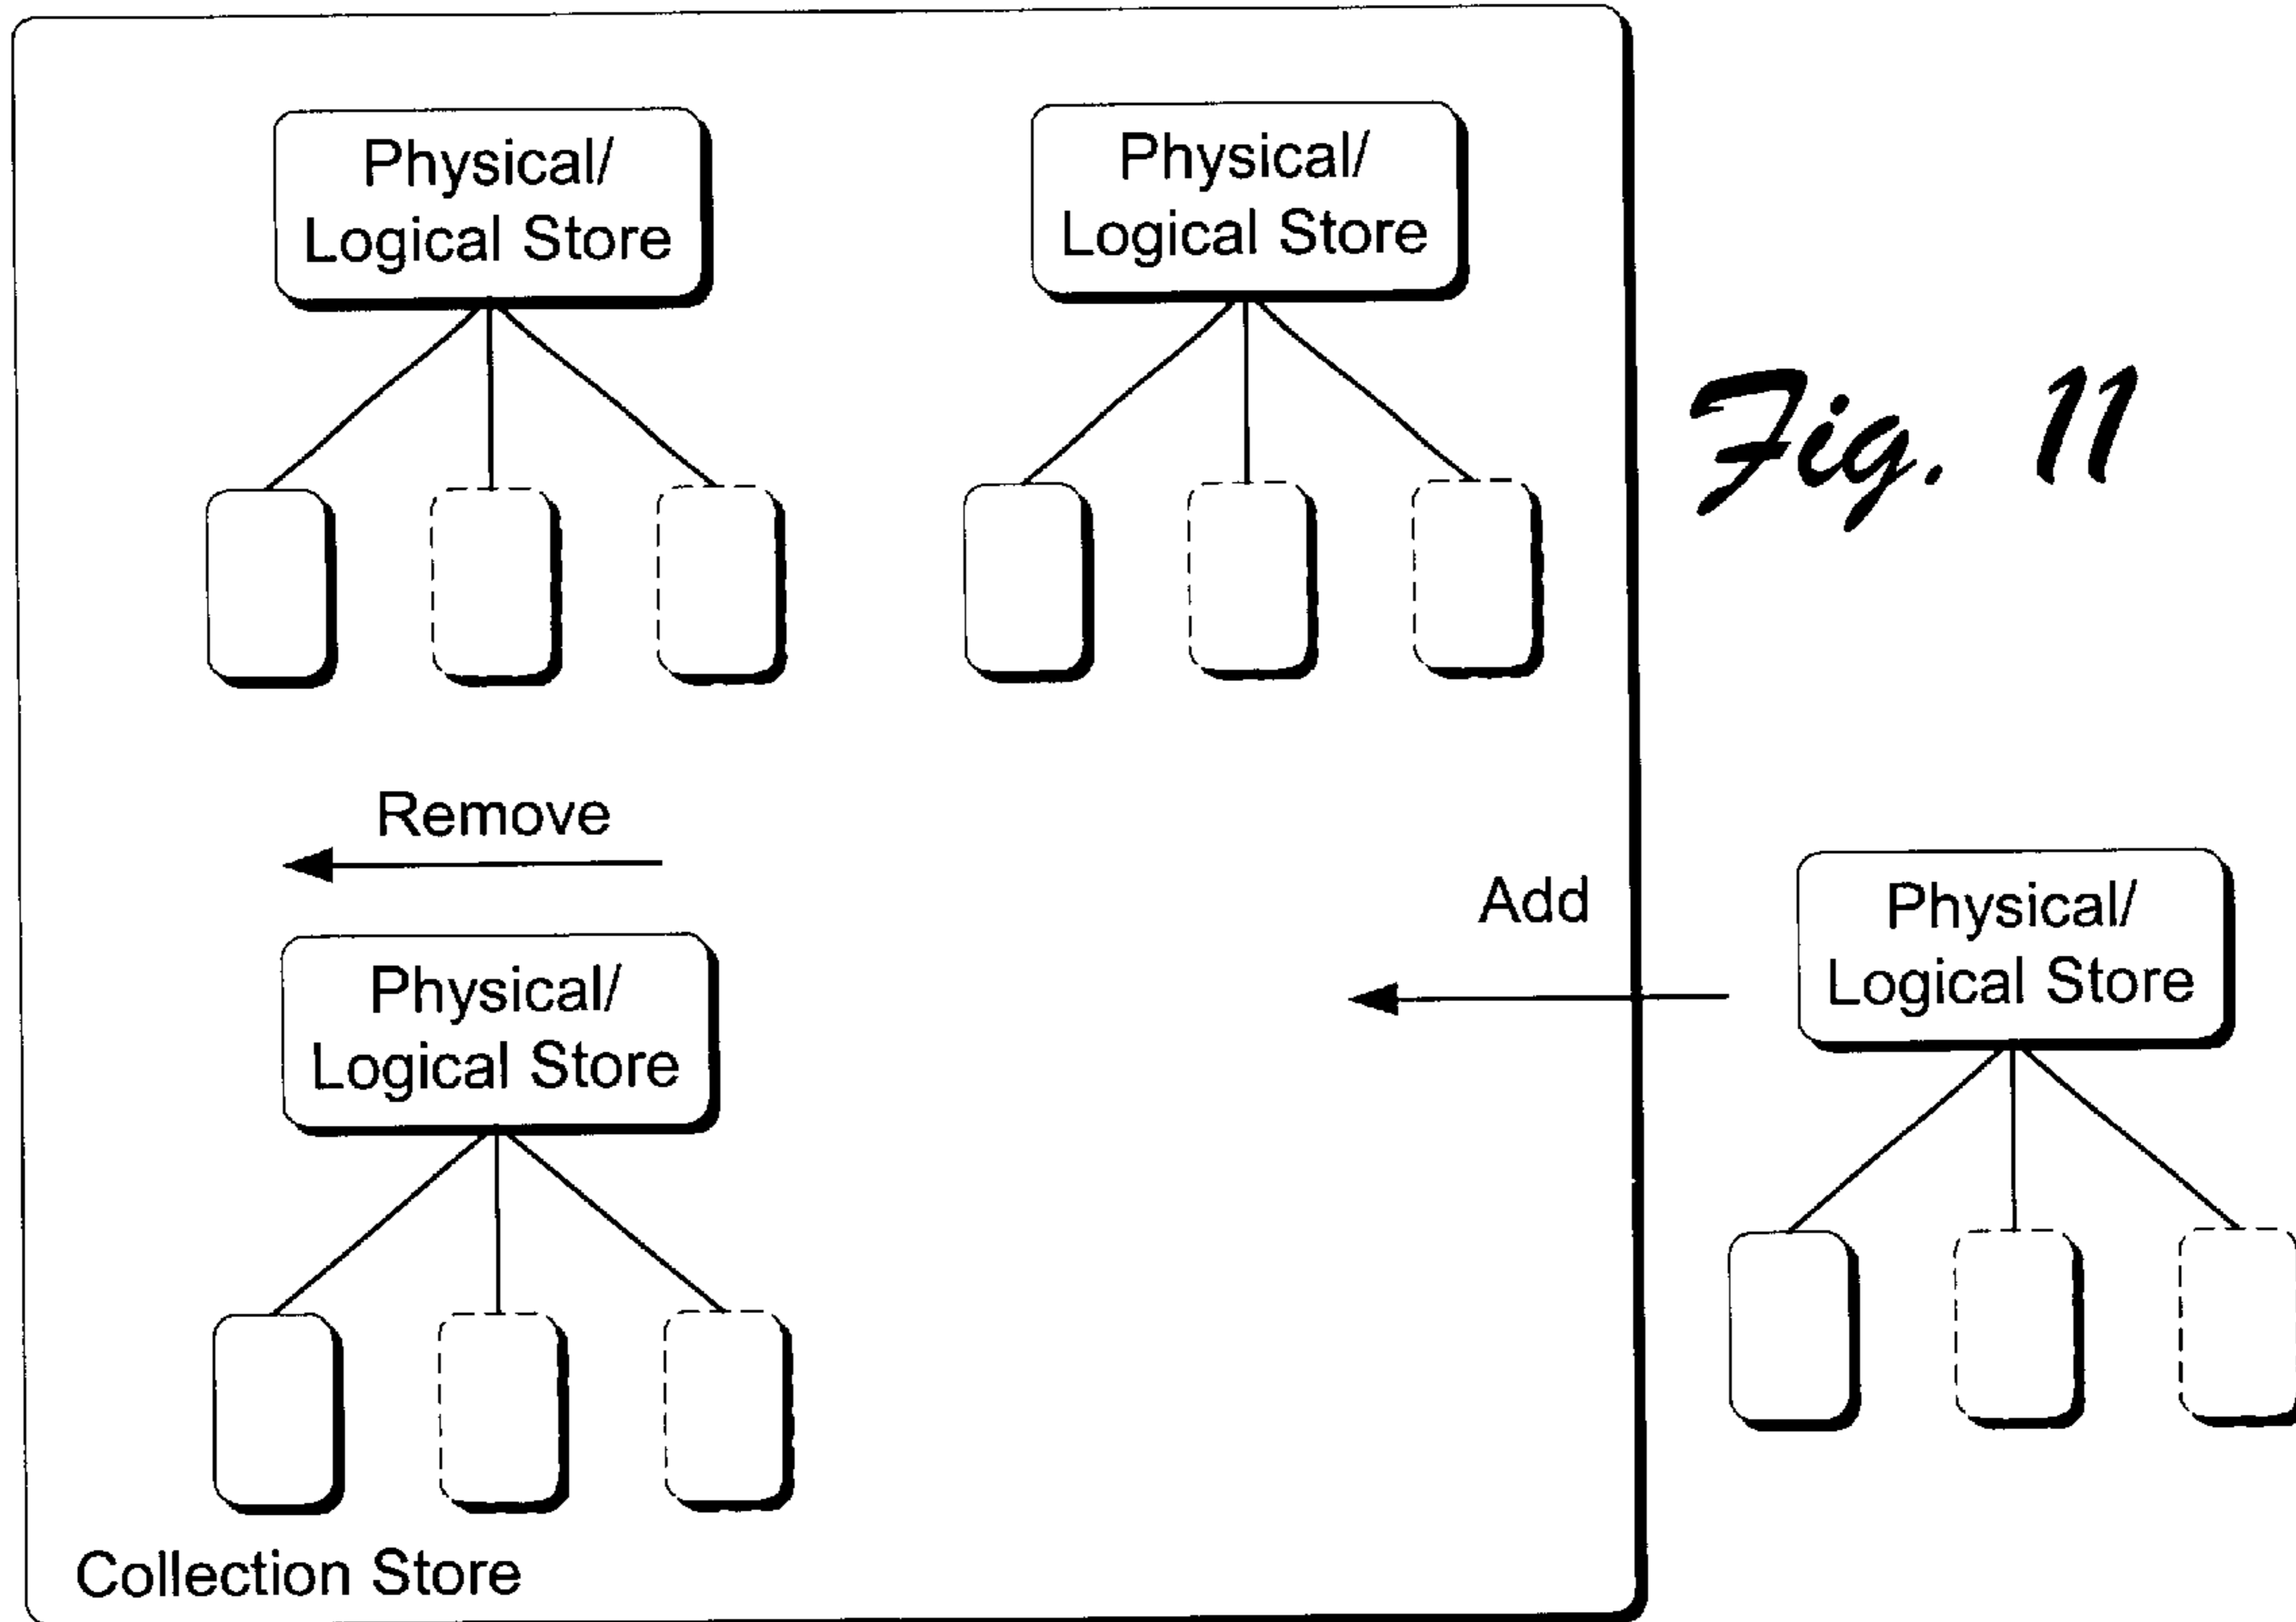 Physical/
Logical Store
Physical/
Logical Store
Fig. 11
Remove
Add
Physical/
Logical Store
Physical/
Logical Store
Collection Store